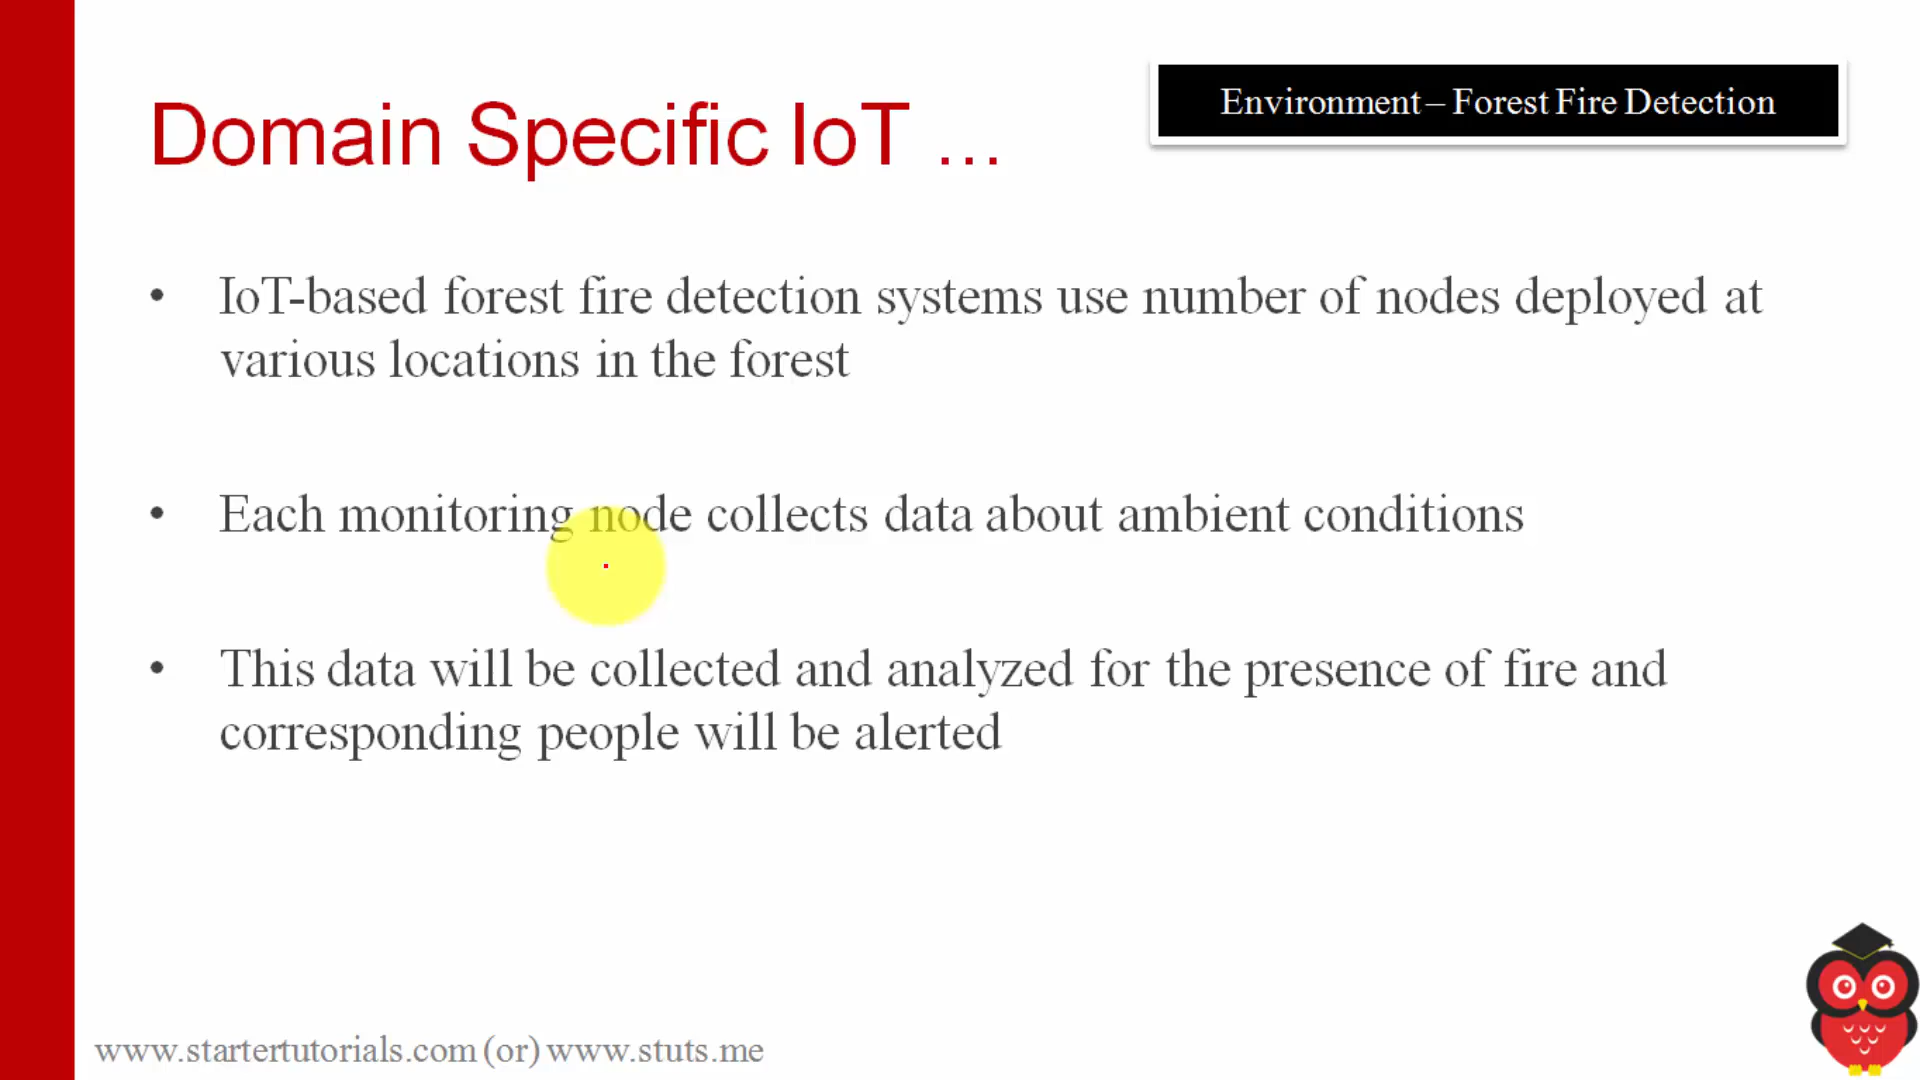 Environment – Forest Fire Detection
Domain Specific IoT ...
• IoT-based forest fire detection systems use number of nodes deployed at
various locations in the forest
• Each monitoring node collects data about ambient conditions
• This data will be collected and analyzed for the presence of fire and
corresponding people will be alerted
www.startertutorials.com (or) www.stuts.me